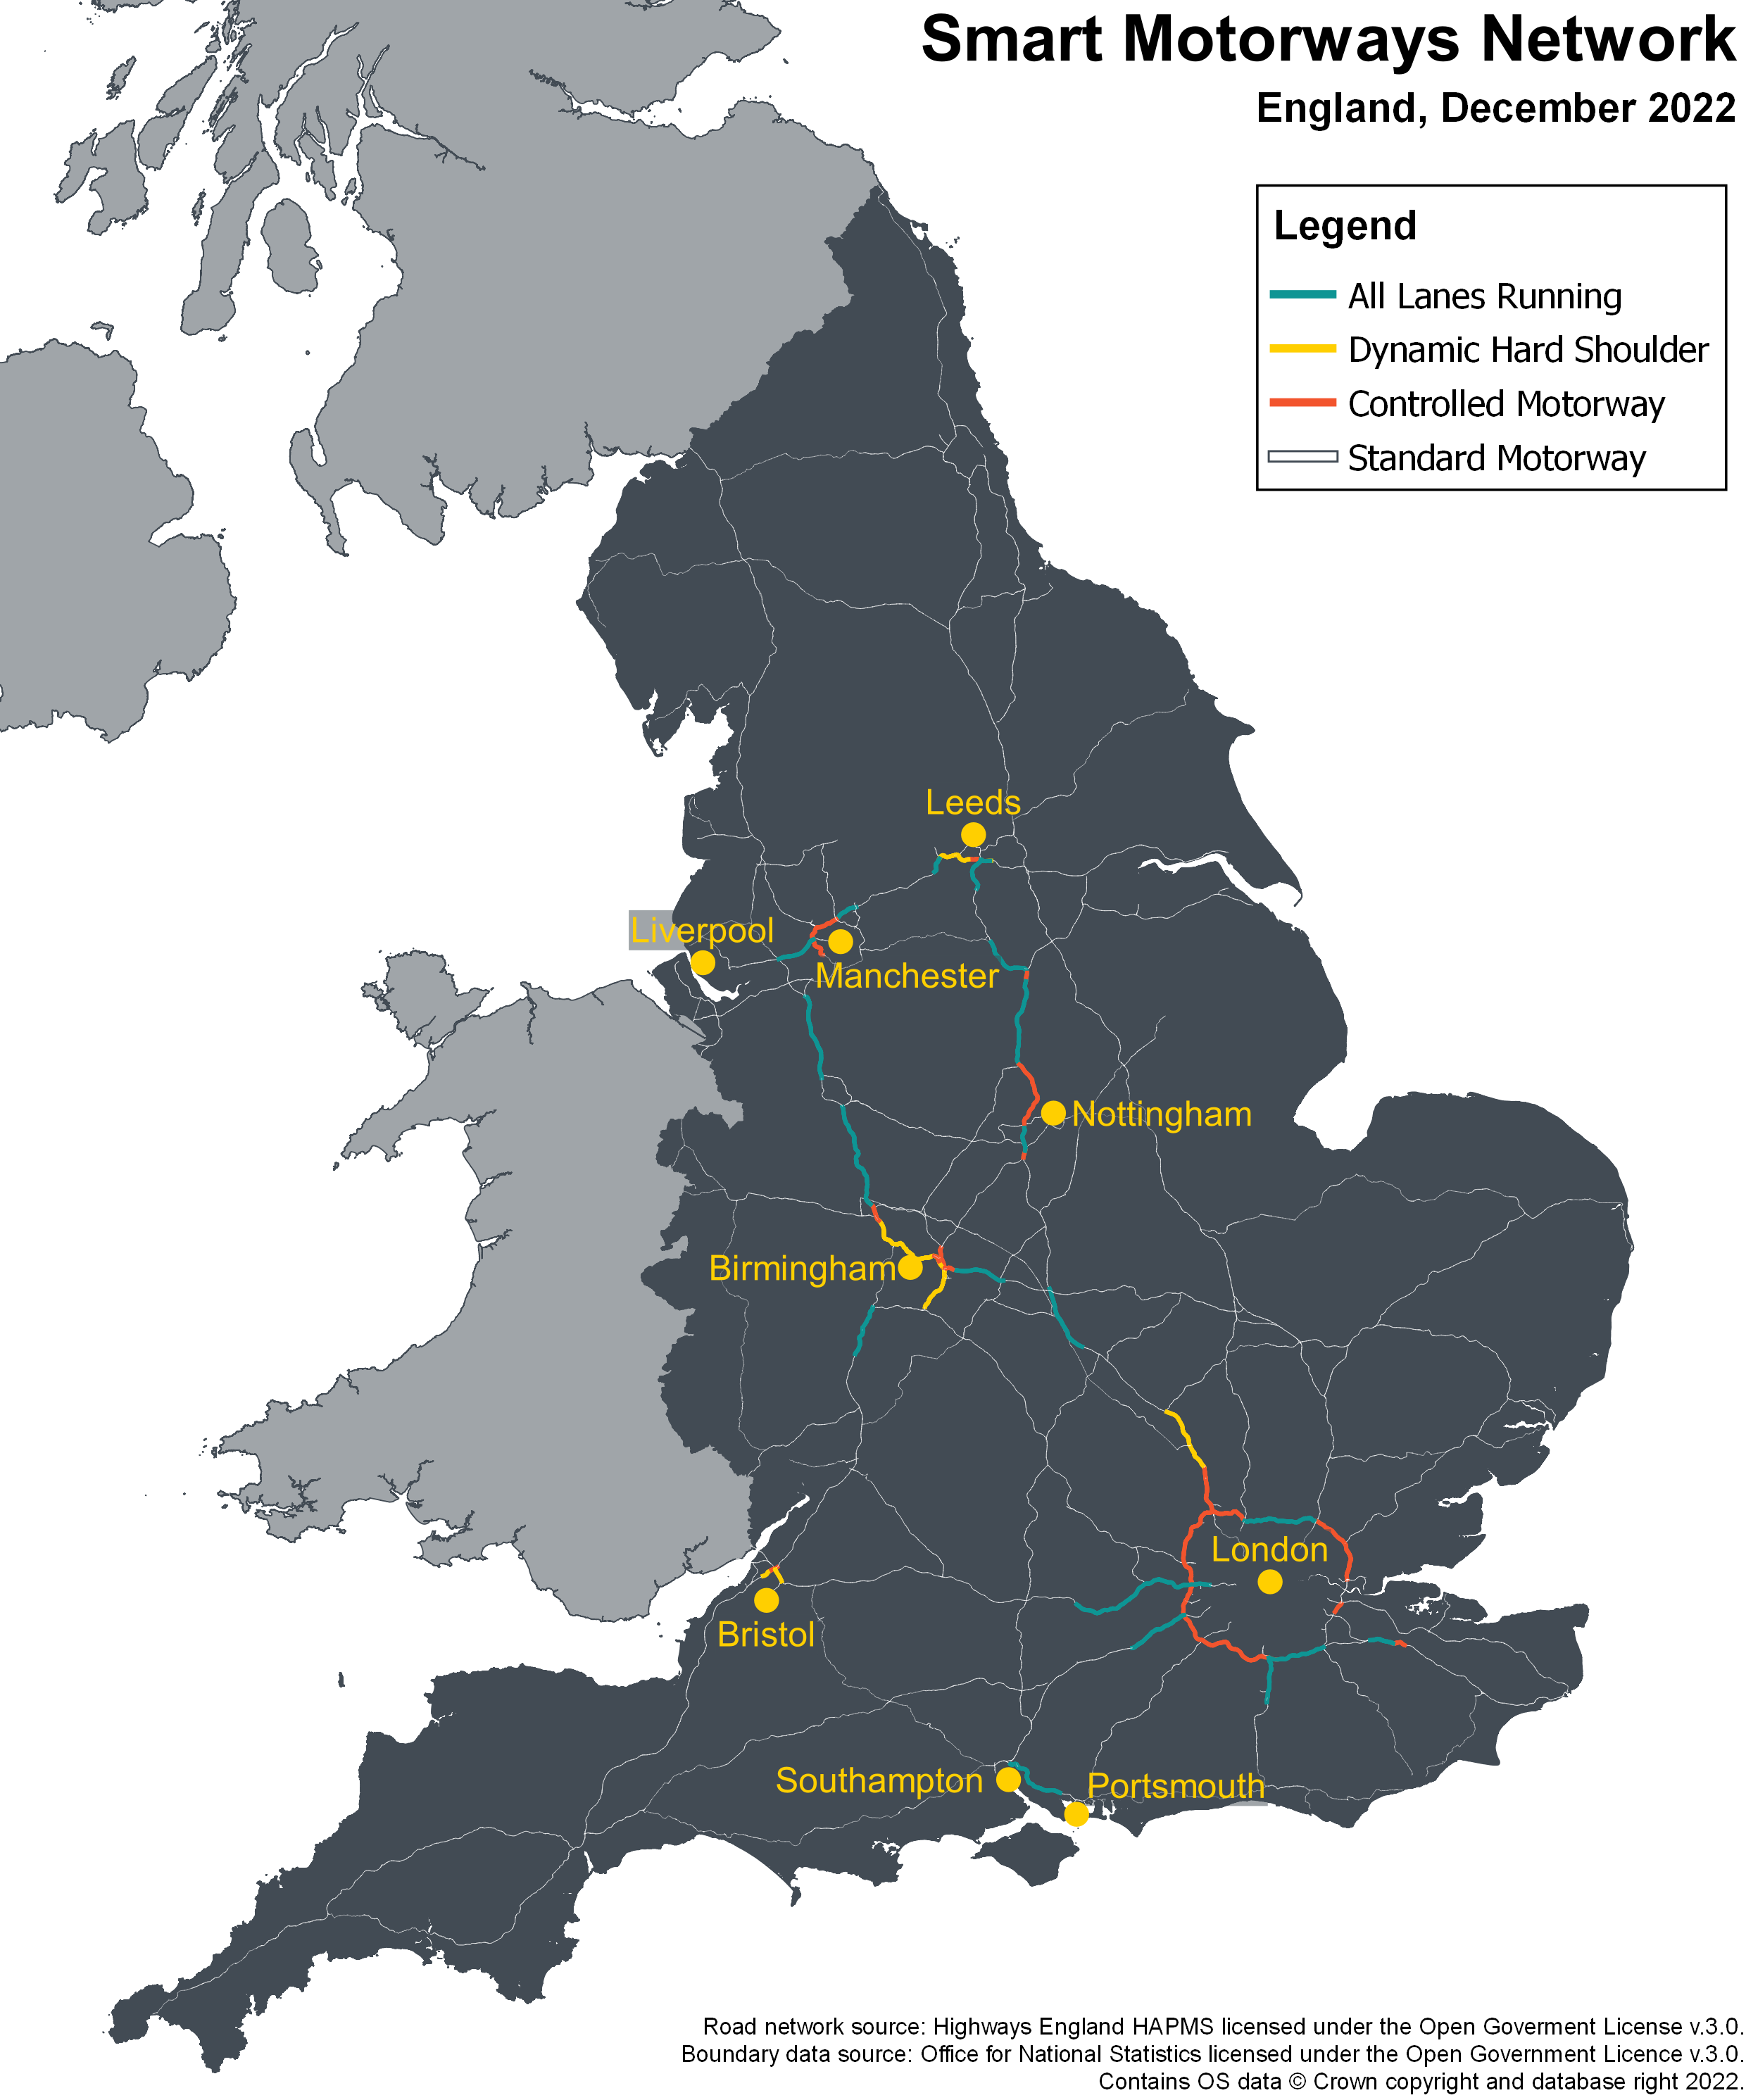 Smart Motorways Network
England, December 2022
Legend
All Lanes Running
Dynamic Hard Shoulder
Controlled Motorway
Standard Motorway
Leeds
Liverpool
Manchester
Nottingham
Birmingham
London
Bristol
Southampton
Portsmouth
Road network source: Highways England HAPMS licensed under the Open Goverment License v.3.0.
Boundary data source: Office for National Statistics licensed under the Open Government Licence v.3.0.
Contains OS data © Crown copyright and database right 2022.